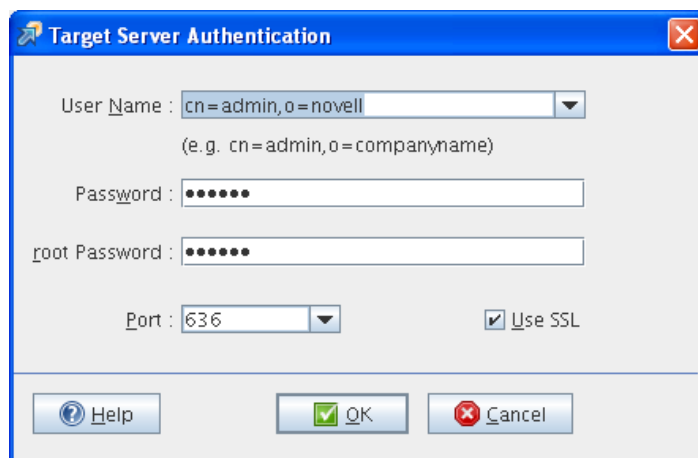 Target Server Authentication
User Name : cn=admin,o=novell
(e.g. cn=admin,o=companyname)
Password : ••••••
root Password : ••••••
Port : 636 Use SSL
Help OK Cancel